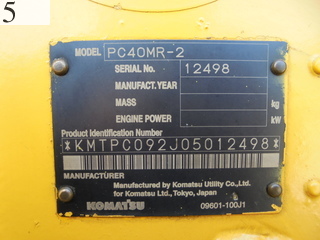 5
MODEL PC40MR-2
SERIAL No. 12498
MANUFACT.YEAR
MASS kg
ENGINE POWER kW
Product Identification Number
*KMTPC092J05012498*
MANUFACTURER
Manufactured by Komatsu Utility Co., Ltd.
for Komatsu Ltd., Tokyo, Japan
KOMATSU 09601-100J1